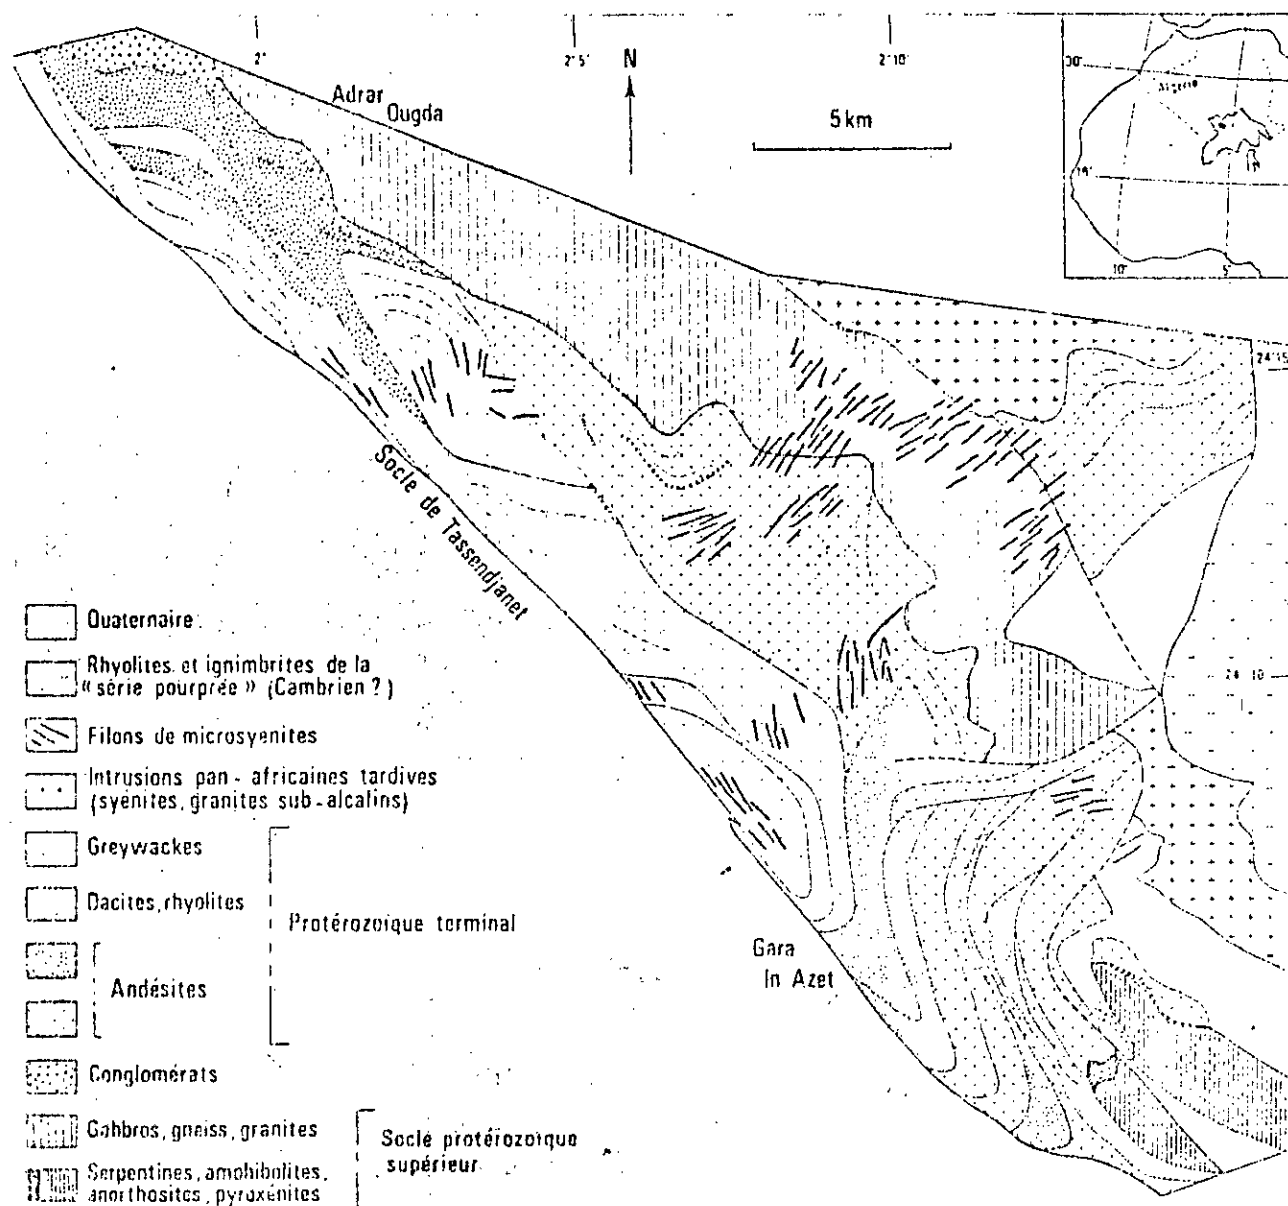 2°
2°5'
N
2°10'
5 km
Adrar
Ougda
30°
Algérie
19°
10°
5°
24°15
Socle de Tassendjanet
24°10
Gara
In Azet
Quaternaire
Rhyolites et ignimbrites de la
« série pourprée » (Cambrien ?)
Filons de microsyenites
Intrusions pan-africaines tardives
(syénites, granites sub-alcalins)
Greywackes
Dacites, rhyolites
Andésites
Protérozoïque terminal
Conglomérats
Gahbros, gneiss, granites
Serpentines, amphibolites,
anorthosites, pyroxénites
Socle protérozoïque
supérieur